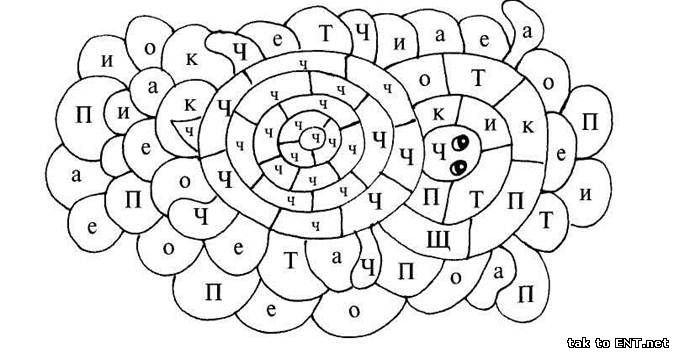 о к Ч е Т Ч и а е а
и ч
а ч ч о Т о
П и к Ч ч ч ч к и к П
ч ч ч ч ч Ч Ч Ч е
е ч ч ч ч ч
а П о Ч ч ч ч П Т П и
е Ч ч Ч Щ Т
о е Т а Ч П о а П
П е о
tak to ENT.net